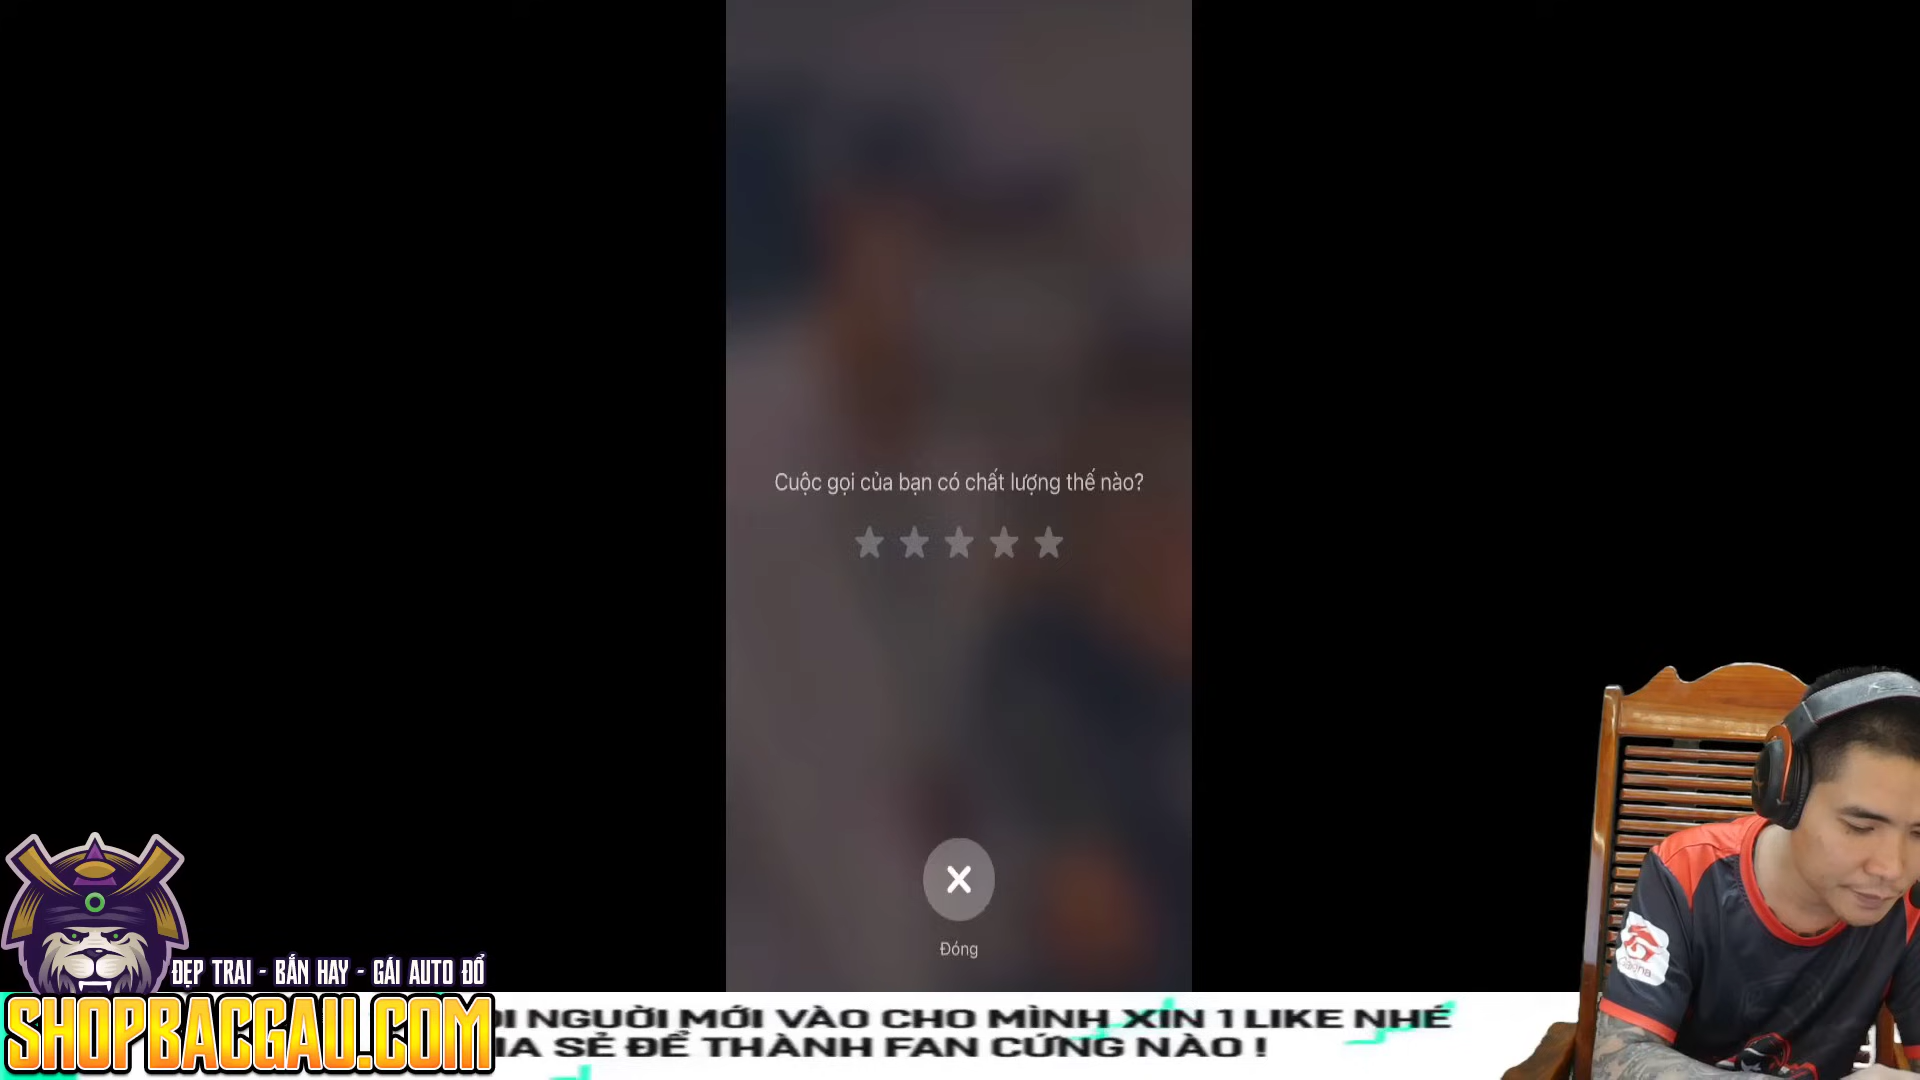 Cuộc gọi của bạn có chất lượng thế nào?
Đóng
ĐẸP TRAI - BẮN HAY - GÁI AUTO ĐỔ
SHOPBACGAU.COM
NGƯỜI MỚI VÀO CHO MÌNH XIN 1 LIKE NHÉ
SẺ ĐỂ THÀNH FAN CỨNG NÀO !
Garena